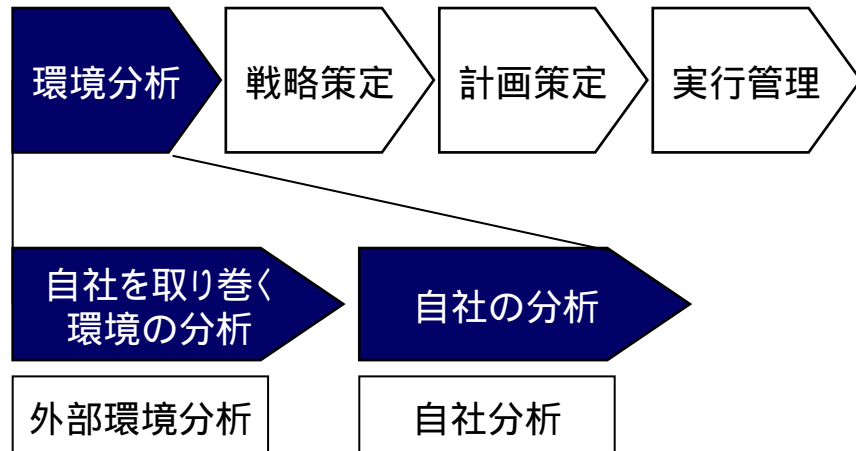 環境分析
戦略策定
計画策定
実行管理
自社を取り巻く
環境の分析
自社の分析
外部環境分析
自社分析